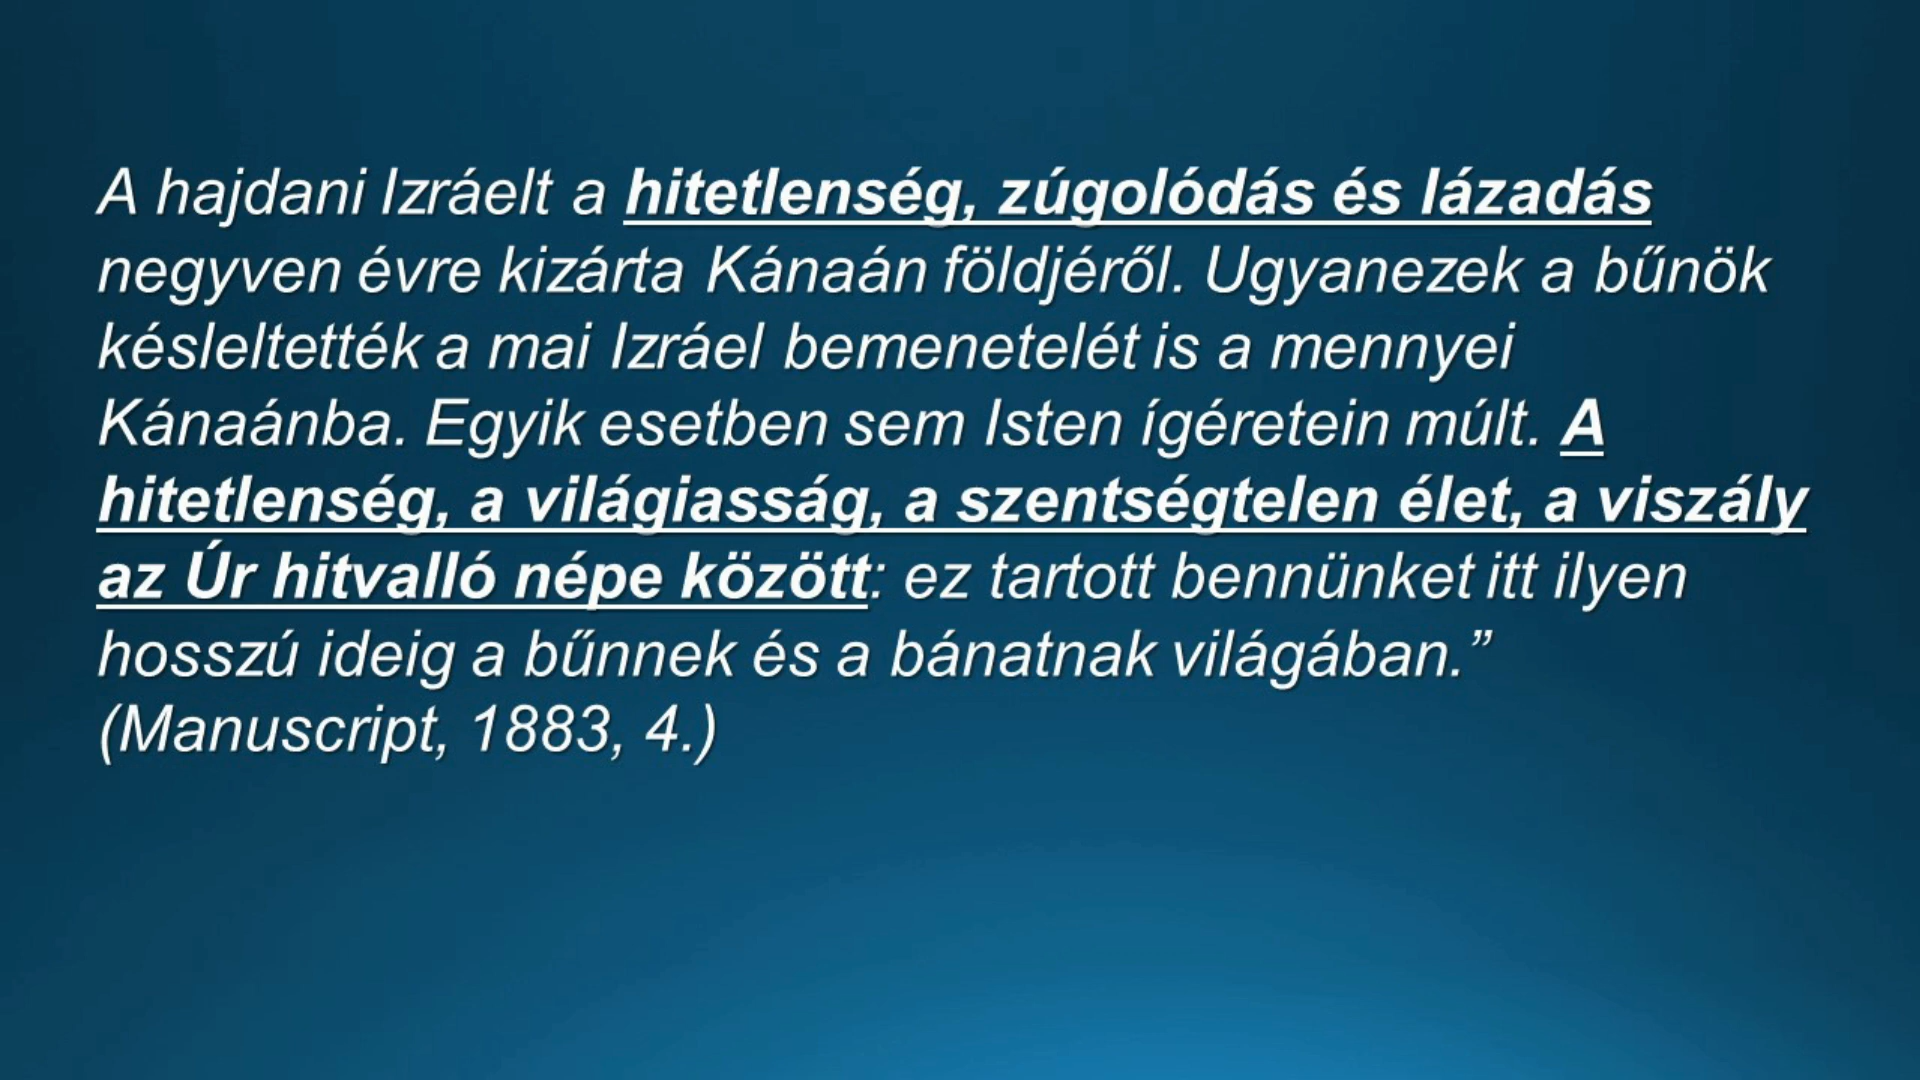 A hajdani Izráelt a hitetlenség, zúgolódás és lázadás
negyven évre kizárta Kánaán földjéről. Ugyanezek a bűnök
késleltették a mai Izráel bemenetelét is a mennyei
Kánaánba. Egyik esetben sem Isten ígéretein múlt. A
hitetlenség, a világiasság, a szentségtelen élet, a viszály
az Úr hitvalló népe között: ez tartott bennünket itt ilyen
hosszú ideig a bűnnek és a bánatnak világában.”
(Manuscript, 1883, 4.)